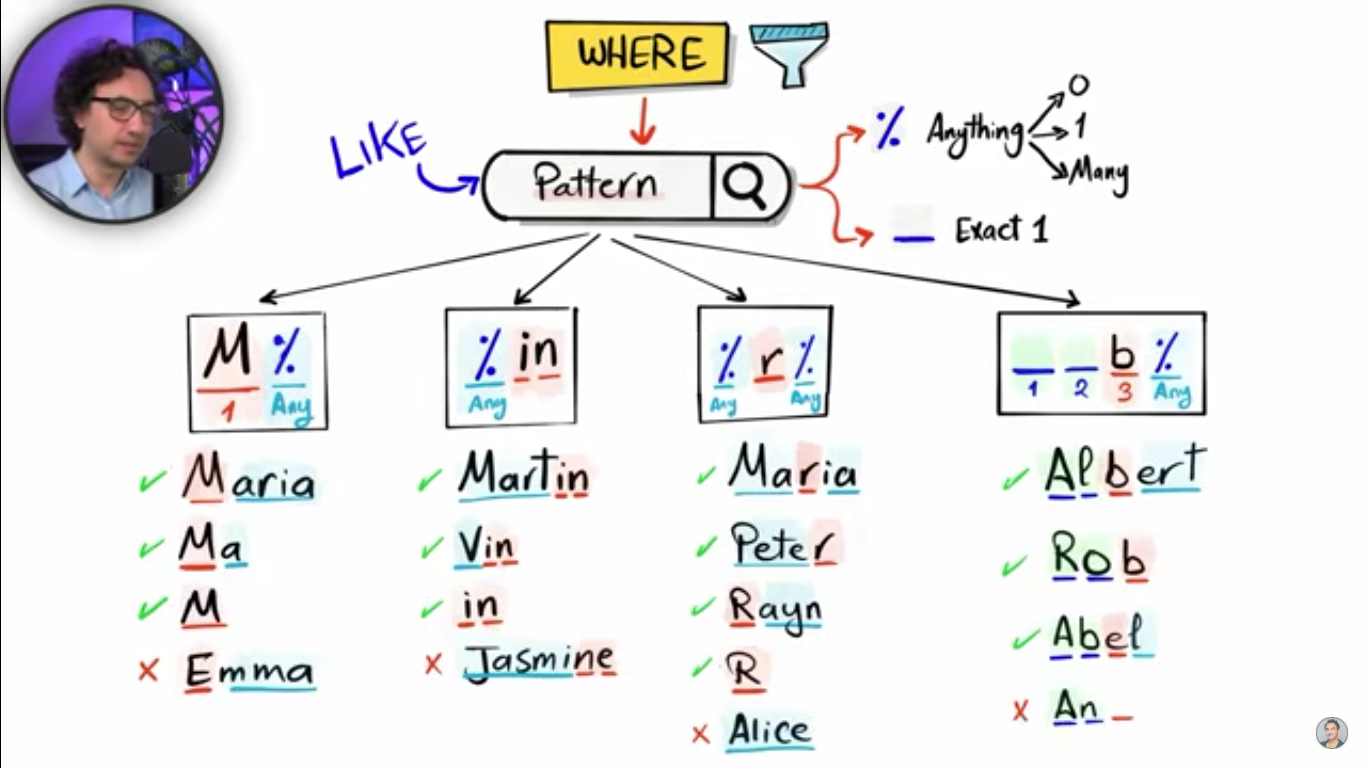 WHERE
LIKE
Pattern
% Anything
0
1
Many
_ Exact 1
M %
1 Any
% in
Any
% r %
Any Any
_ _ b %
1 2 3 Any
✓ Maria
✓ Ma
✓ M
× Emma
✓ Martin
✓ Vin
✓ in
× Jasmine
✓ Maria
✓ Peter
✓ Rayn
✓ R
× Alice
✓ Albert
✓ Rob
✓ Abel
× An _